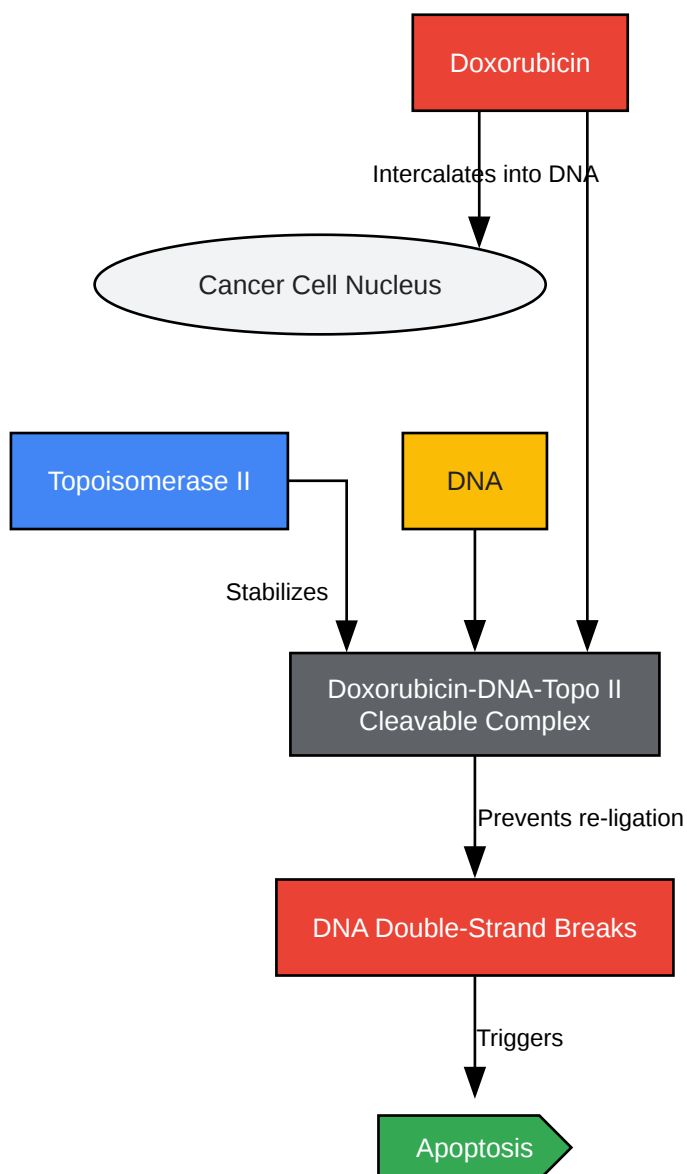 Doxorubicin
Intercalates into DNA
Cancer Cell Nucleus
Topoisomerase II
DNA
Stabilizes
Doxorubicin-DNA-Topo II
Cleavable Complex
Prevents re-ligation
DNA Double-Strand Breaks
Triggers
Apoptosis